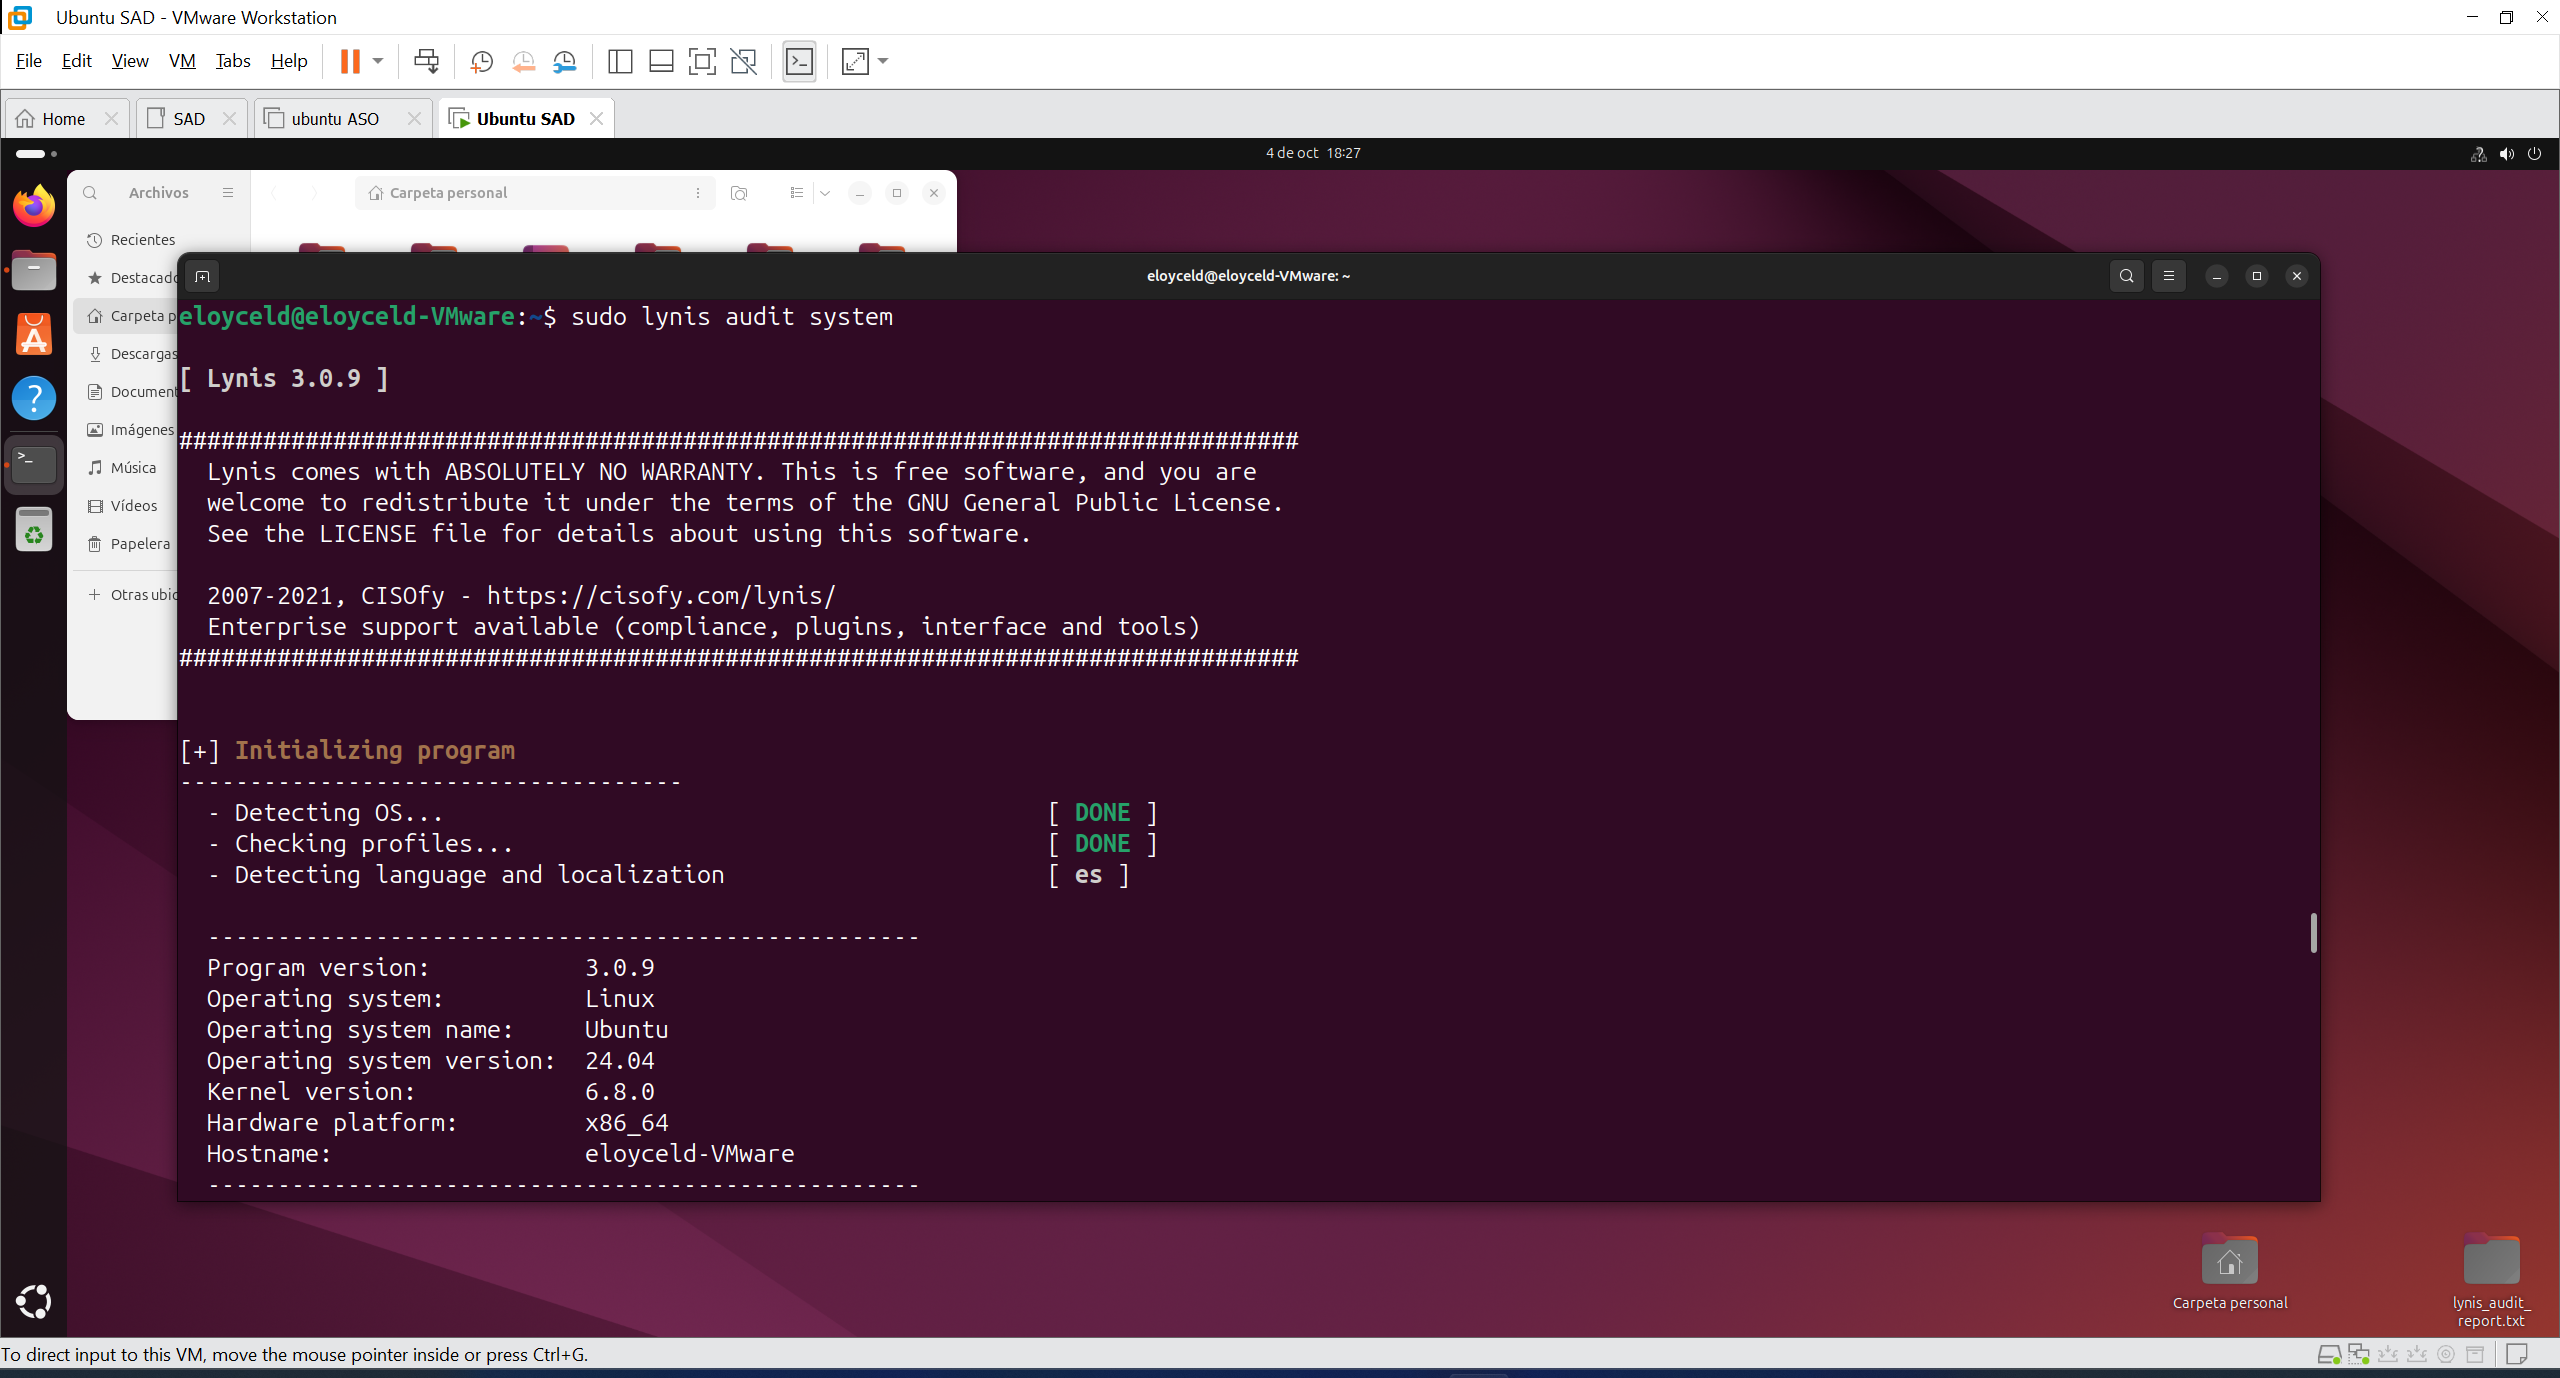 Ubuntu SAD - VMware Workstation
File Edit View VM Tabs Help
Home SAD ubuntu ASO Ubuntu SAD
4 de oct 18:27
Archivos Carpeta personal
Recientes
Destacado
Carpeta p
Descargas
Document
Imágenes
Música
Vídeos
Papelera
Otras ubic
eloyceld@eloyceld-VMware: ~
eloyceld@eloyceld-VMware:~$ sudo lynis audit system
[ Lynis 3.0.9 ]
################################################################################
Lynis comes with ABSOLUTELY NO WARRANTY. This is free software, and you are
welcome to redistribute it under the terms of the GNU General Public License.
See the LICENSE file for details about using this software.
2007-2021, CISOfy - https://cisofy.com/lynis/
Enterprise support available (compliance, plugins, interface and tools)
################################################################################
[+] Initializing program
------------------------------------
- Detecting OS... [ DONE ]
- Checking profiles... [ DONE ]
- Detecting language and localization [ es ]
---------------------------------------------------
Program version: 3.0.9
Operating system: Linux
Operating system name: Ubuntu
Operating system version: 24.04
Kernel version: 6.8.0
Hardware platform: x86_64
Hostname: eloyceld-VMware
---------------------------------------------------
Carpeta personal
lynis_audit_
report.txt
To direct input to this VM, move the mouse pointer inside or press Ctrl+G.